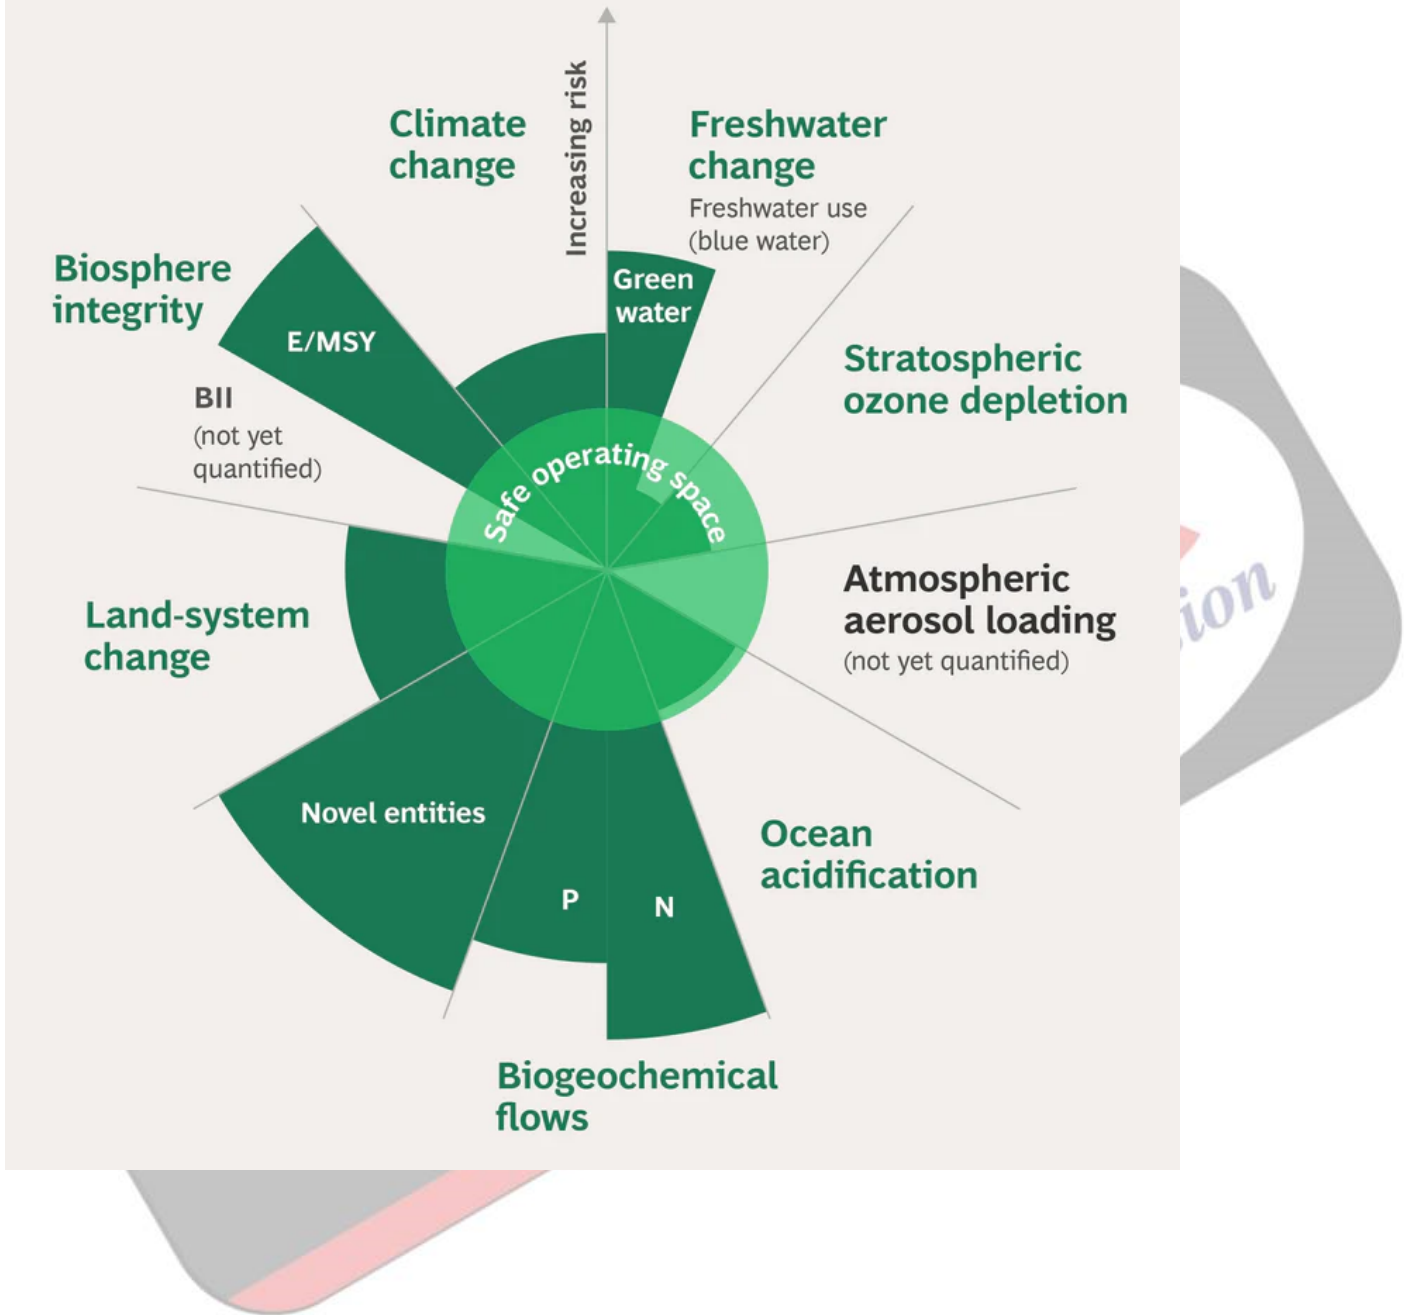 Increasing risk
Climate
change
Freshwater
change
Freshwater use
(blue water)
Green
water
Biosphere
integrity
E/MSY
BII
(not yet
quantified)
Stratospheric
ozone depletion
Safe operating space
Atmospheric
aerosol loading
(not yet quantified)
Land-system
change
Novel entities
P
N
Ocean
acidification
Biogeochemical
flows